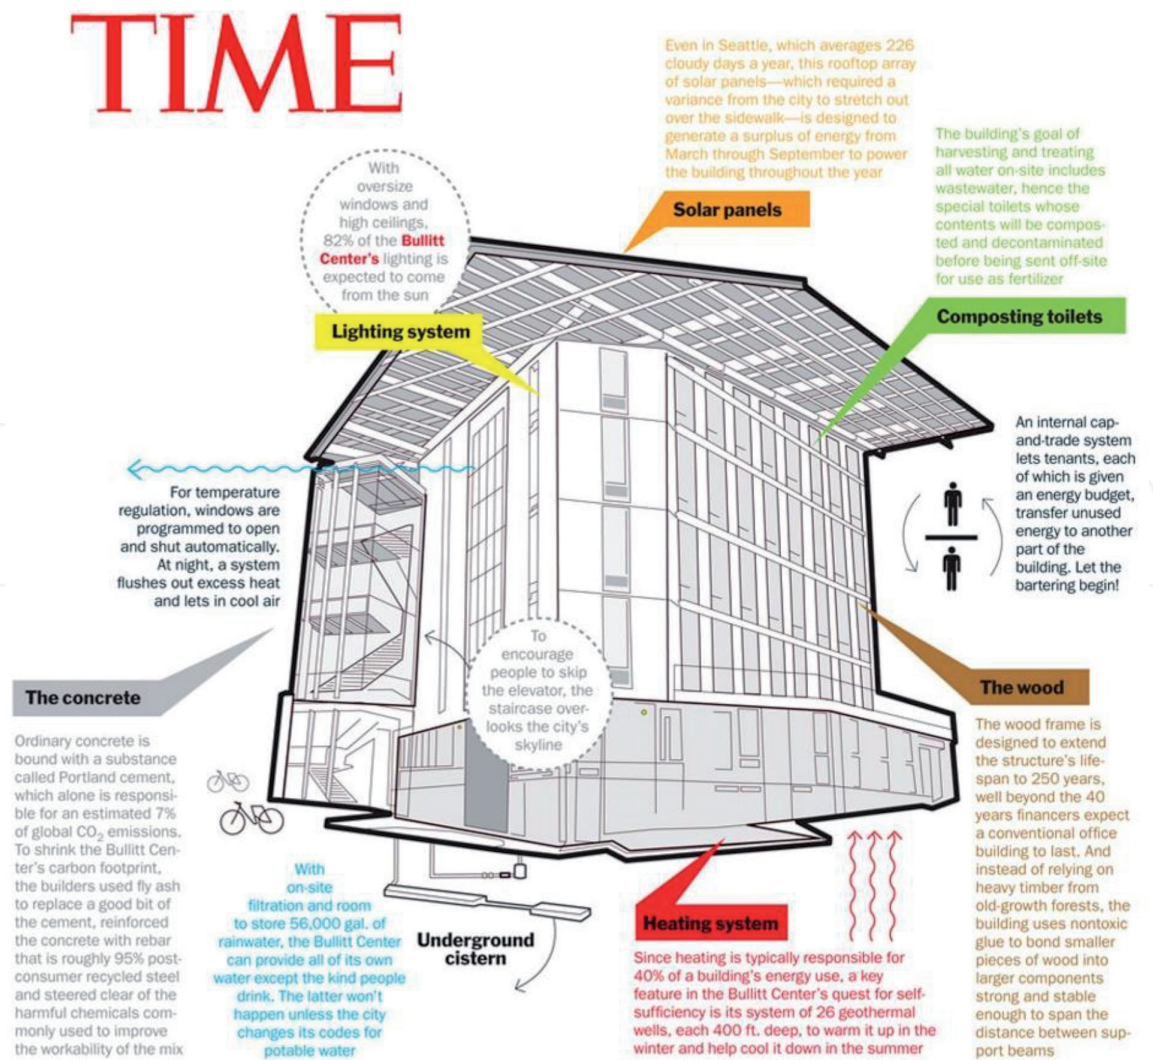 TIME
Even in Seattle, which averages 226
cloudy days a year, this rooftop array
of solar panels—which required a
variance from the city to stretch out
over the sidewalk—is designed to
generate a surplus of energy from
March through September to power
the building throughout the year
Solar panels
The building's goal of
harvesting and treating
all water on-site includes
wastewater, hence the
special toilets whose
contents will be compos-
ted and decontaminated
before being sent off-site
for use as fertilizer
Composting toilets
With
oversize
windows and
high ceilings,
82% of the Bullitt
Center's lighting is
expected to come
from the sun
Lighting system
For temperature
regulation, windows are
programmed to open
and shut automatically.
At night, a system
flushes out excess heat
and lets in cool air
An internal cap-
and-trade system
lets tenants, each
of which is given
an energy budget,
transfer unused
energy to another
part of the
building. Let the
bartering begin!
To
encourage
people to skip
the elevator, the
staircase over-
looks the city's
skyline
The concrete
Ordinary concrete is
bound with a substance
called Portland cement,
which alone is responsi-
ble for an estimated 7%
of global CO₂ emissions.
To shrink the Bullitt Cen-
ter's carbon footprint,
the builders used fly ash
to replace a good bit of
the cement, reinforced
the concrete with rebar
that is roughly 95% post-
consumer recycled steel
and steered clear of the
harmful chemicals com-
monly used to improve
the workability of the mix
With
on-site
filtration and room
to store 56,000 gal. of
rainwater, the Bullitt Center
can provide all of its own
water except the kind people
drink. The latter won't
happen unless the city
changes its codes for
potable water
Underground
cistern
Heating system
Since heating is typically responsible for
40% of a building's energy use, a key
feature in the Bullitt Center's quest for self-
sufficiency is its system of 26 geothermal
wells, each 400 ft. deep, to warm it up in the
winter and help cool it down in the summer
The wood
The wood frame is
designed to extend
the structure's life-
span to 250 years,
well beyond the 40
years financers expect
a conventional office
building to last. And
instead of relying on
heavy timber from
old-growth forests, the
building uses nontoxic
glue to bond smaller
pieces of wood into
larger components
strong and stable
enough to span the
distance between sup-
port beams